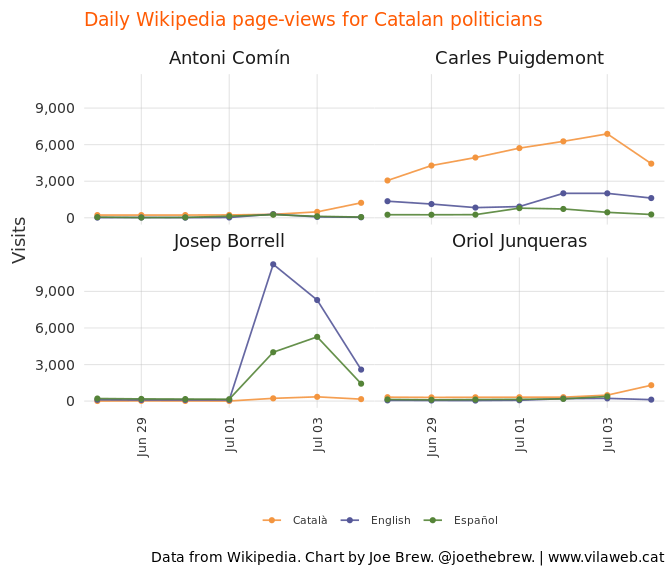 Daily Wikipedia page-views for Catalan politicians
Antoni Comín
Carles Puigdemont
9,000
6,000
3,000
0
Visits
Josep Borrell
Oriol Junqueras
9,000
6,000
3,000
0
Jun 29
Jul 01
Jul 03
Jun 29
Jul 01
Jul 03
Català
English
Español
Data from Wikipedia. Chart by Joe Brew. @joethebrew. | www.vilaweb.cat